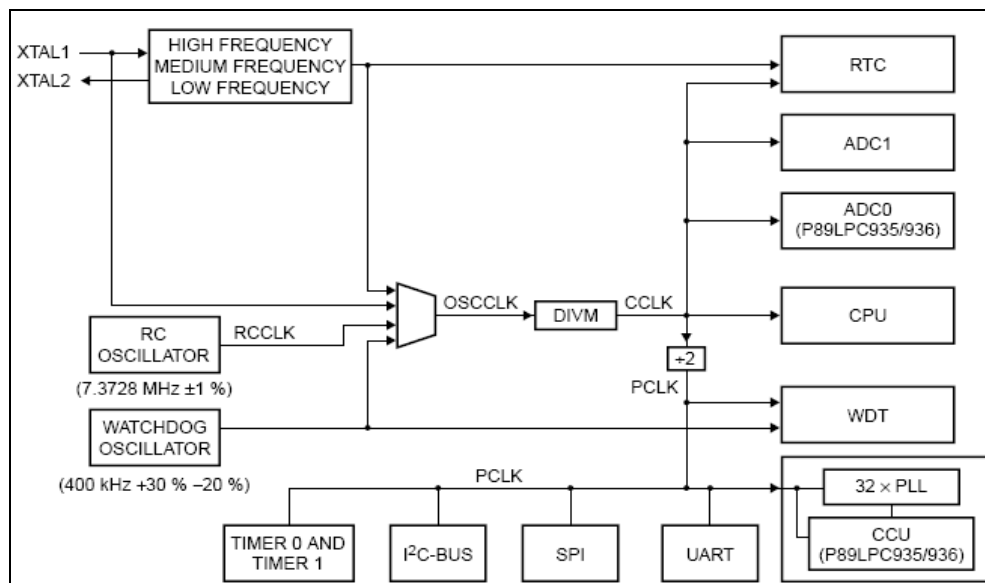 XTAL1
XTAL2
HIGH FREQUENCY
MEDIUM FREQUENCY
LOW FREQUENCY
RTC
ADC1
ADC0
(P89LPC935/936)
OSCCLK
DIVM
CCLK
CPU
RC
OSCILLATOR
RCCLK
(7.3728 MHz ±1 %)
÷2
PCLK
WATCHDOG
OSCILLATOR
WDT
(400 kHz +30 % –20 %)
PCLK
32 × PLL
TIMER 0 AND
TIMER 1
I²C-BUS
SPI
UART
CCU
(P89LPC935/936)